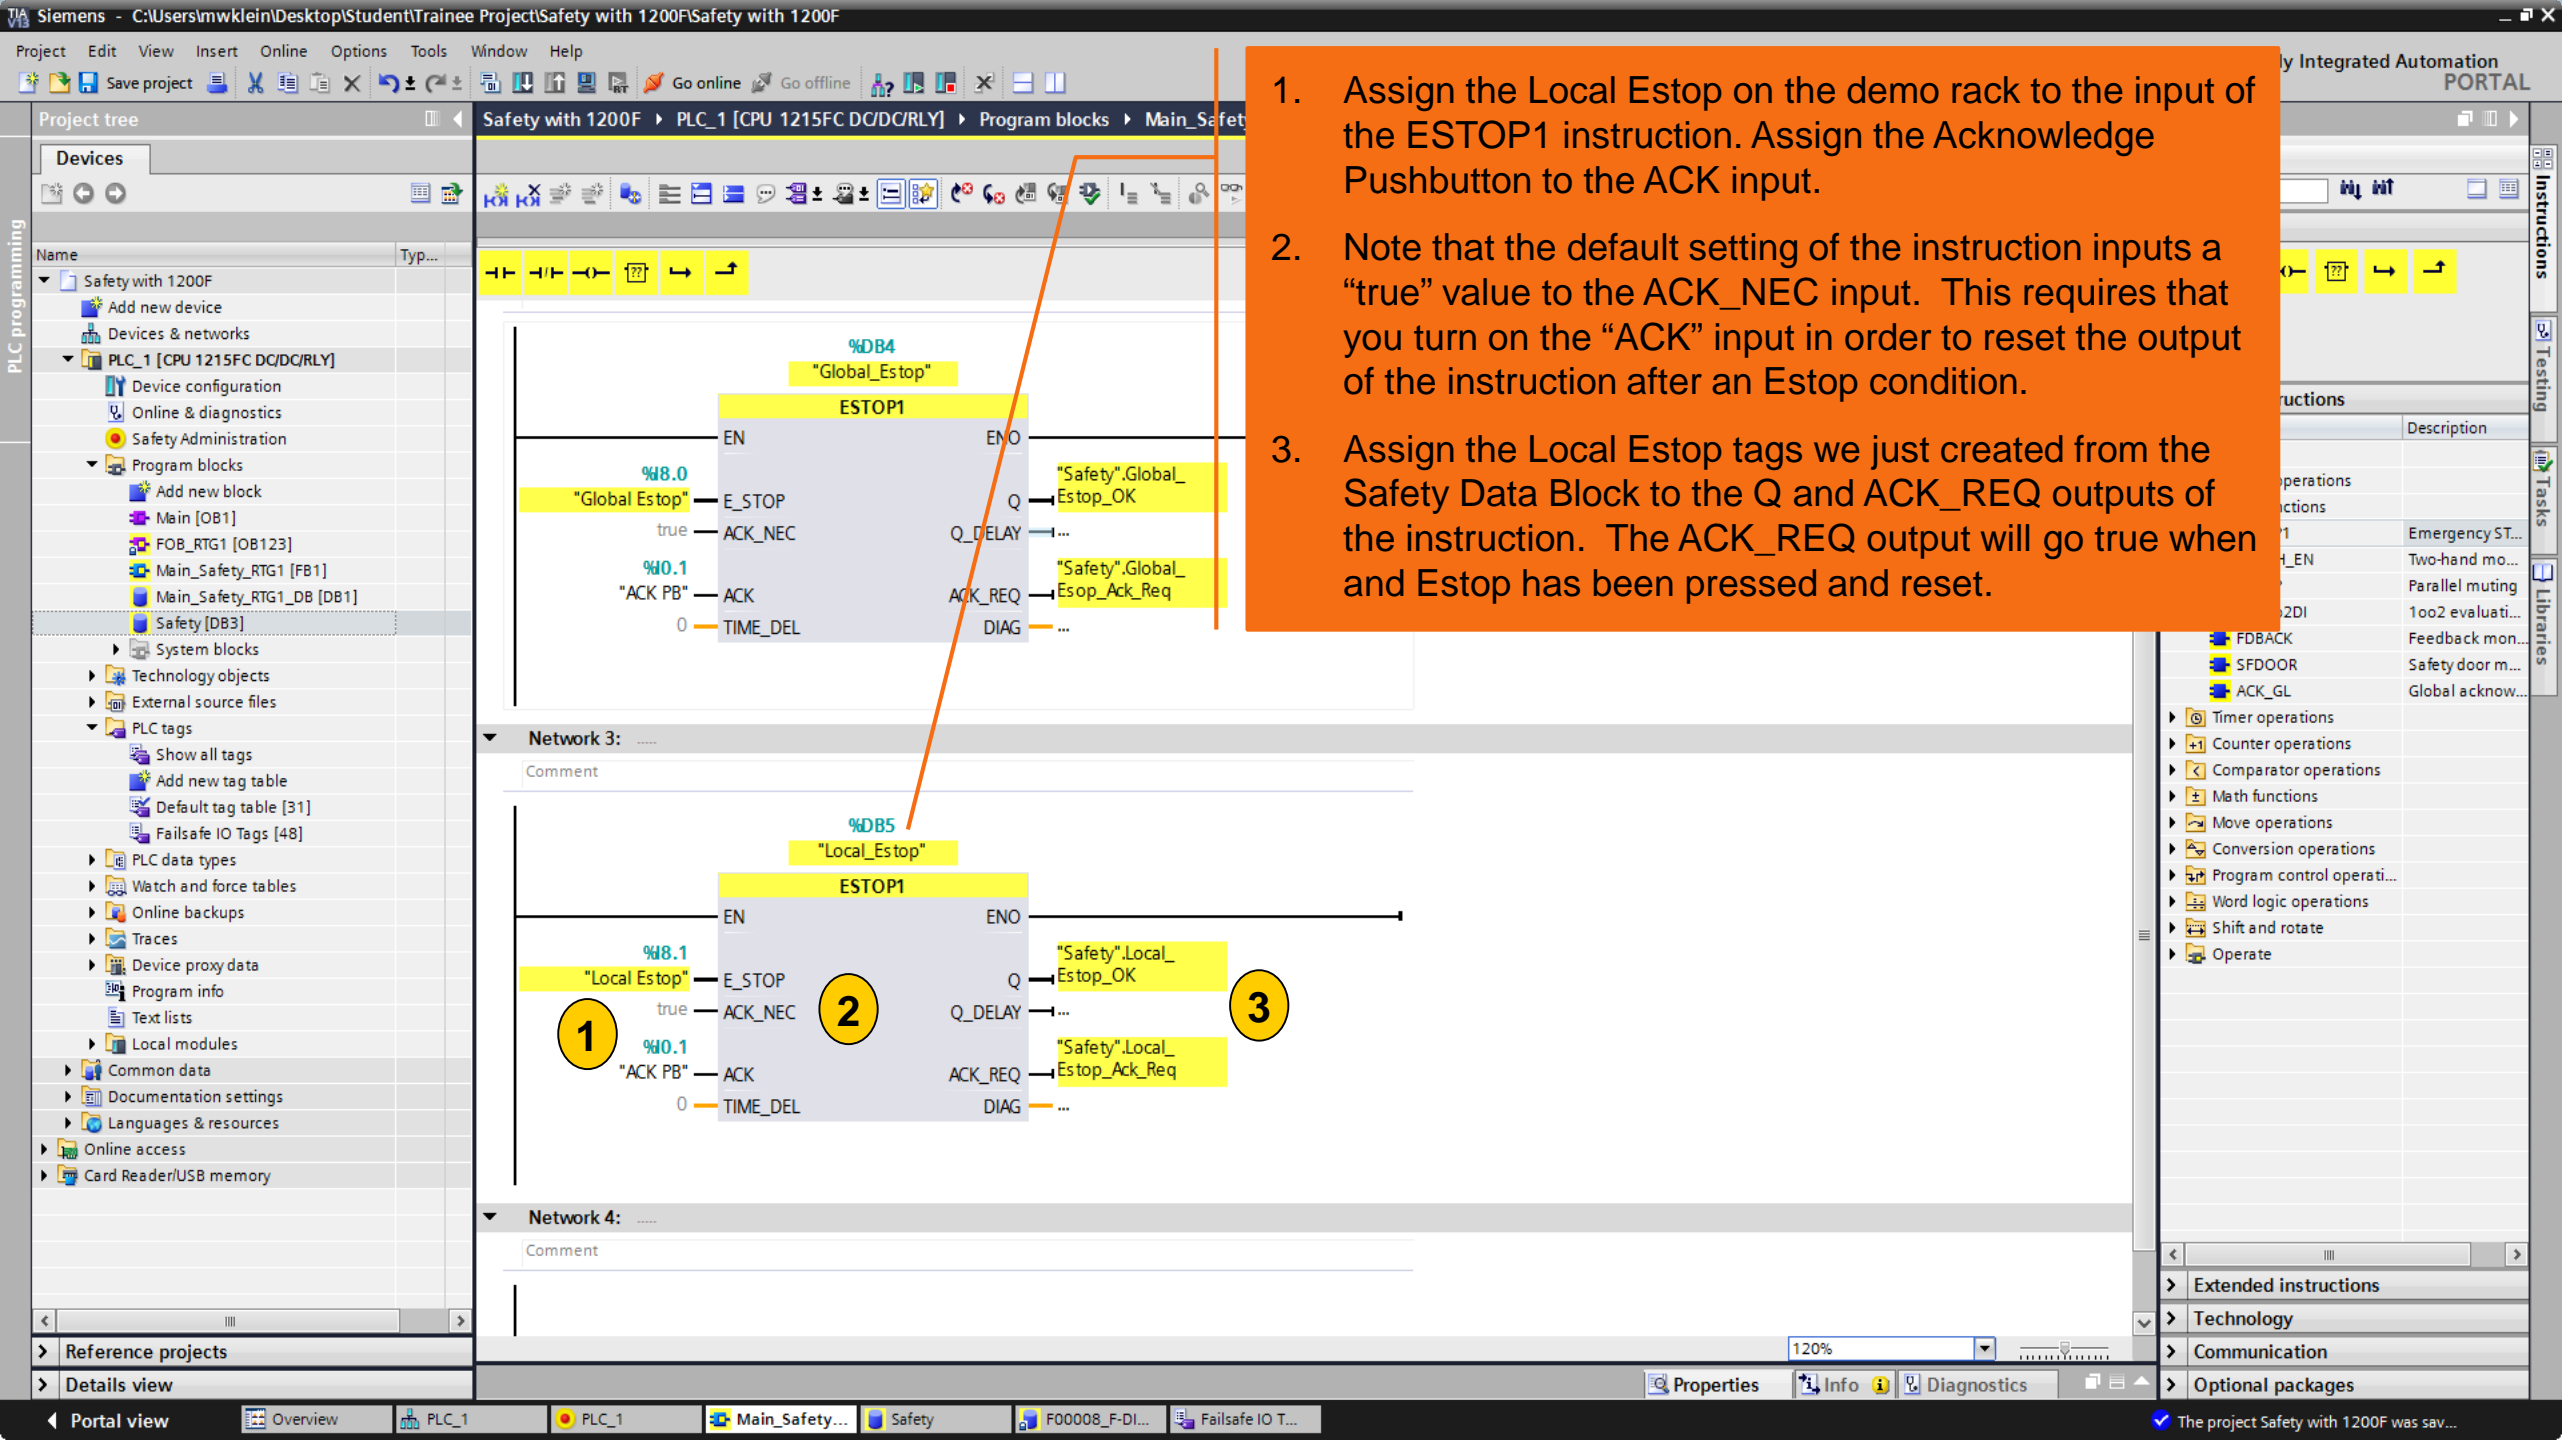 Siemens - C:\Users\mwklein\Desktop\Student\Trainee Project\Safety with 1200F\Safety with 1200F
Project Edit View Insert Online Options Tools Window Help
Save project Go online Go offline
ly Integrated Automation
PORTAL
Project tree
Safety with 1200F PLC_1 [CPU 1215FC DC/DC/RLY] Program blocks Main_Safety
Devices
PLC programming
Name Typ...
Safety with 1200F
Add new device
Devices & networks
PLC_1 [CPU 1215FC DC/DC/RLY]
Device configuration
Online & diagnostics
Safety Administration
Program blocks
Add new block
Main [OB1]
FOB_RTG1 [OB123]
Main_Safety_RTG1 [FB1]
Main_Safety_RTG1_DB [DB1]
Safety [DB3]
System blocks
Technology objects
External source files
PLC tags
Show all tags
Add new tag table
Default tag table [31]
Failsafe IO Tags [48]
PLC data types
Watch and force tables
Online backups
Traces
Device proxy data
Program info
Text lists
Local modules
Common data
Documentation settings
Languages & resources
Online access
Card Reader/USB memory
Reference projects
Details view
%DB4
"Global_Estop"
ESTOP1
EN ENO
%I8.0
"Global Estop" E_STOP Q "Safety".Global_
Estop_OK
true ACK_NEC Q_DELAY ...
%I0.1
"ACK PB" ACK ACK_REQ "Safety".Global_
Esop_Ack_Req
0 TIME_DEL DIAG ...
Network 3: .....
Comment
%DB5
"Local_Estop"
ESTOP1
EN ENO
%I8.1
"Local Estop" E_STOP Q "Safety".Local_
Estop_OK
true ACK_NEC Q_DELAY ...
%I0.1
"ACK PB" ACK ACK_REQ "Safety".Local_
Estop_Ack_Req
0 TIME_DEL DIAG ...
1
2
3
Network 4: .....
Comment
120%
Properties Info Diagnostics
1. Assign the Local Estop on the demo rack to the input of
the ESTOP1 instruction. Assign the Acknowledge
Pushbutton to the ACK input.
2. Note that the default setting of the instruction inputs a
“true” value to the ACK_NEC input. This requires that
you turn on the “ACK” input in order to reset the output
of the instruction after an Estop condition.
3. Assign the Local Estop tags we just created from the
Safety Data Block to the Q and ACK_REQ outputs of
the instruction. The ACK_REQ output will go true when
and Estop has been pressed and reset.
ructions
Description
perations
ctions
1 Emergency ST...
H_EN Two-hand mo...
Parallel muting
o2DI 1oo2 evaluati...
FDBACK Feedback mon...
SFDOOR Safety door m...
ACK_GL Global acknow...
Timer operations
Counter operations
Comparator operations
Math functions
Move operations
Conversion operations
Program control operati...
Word logic operations
Shift and rotate
Operate
Extended instructions
Technology
Communication
Optional packages
Instructions
Testing
Tasks
Libraries
Portal view Overview PLC_1 PLC_1 Main_Safety... Safety F00008_F-DI... Failsafe IO T...
The project Safety with 1200F was sav...